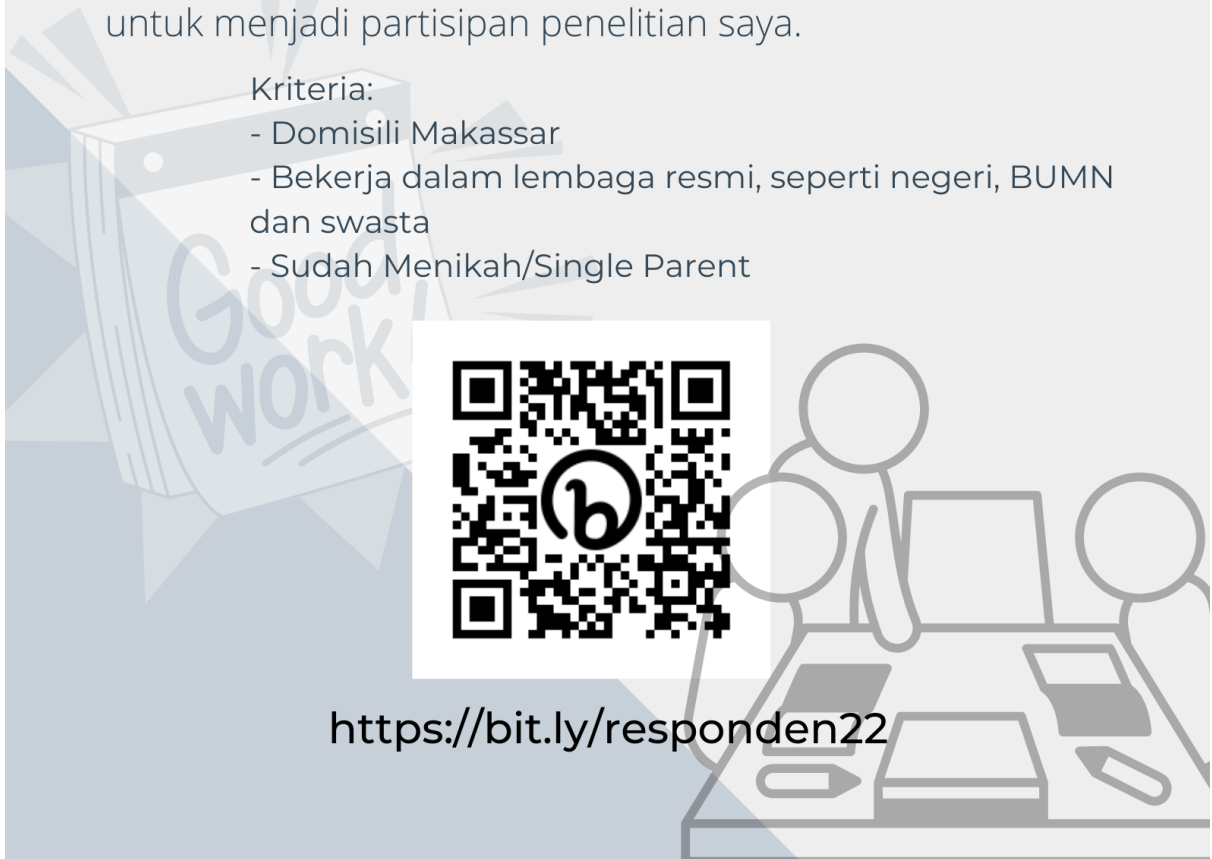 untuk menjadi partisipan penelitian saya.
Kriteria:
- Domisili Makassar
- Bekerja dalam lembaga resmi, seperti negeri, BUMN
dan swasta
- Sudah Menikah/Single Parent
Good
work!
b
https://bit.ly/responden22